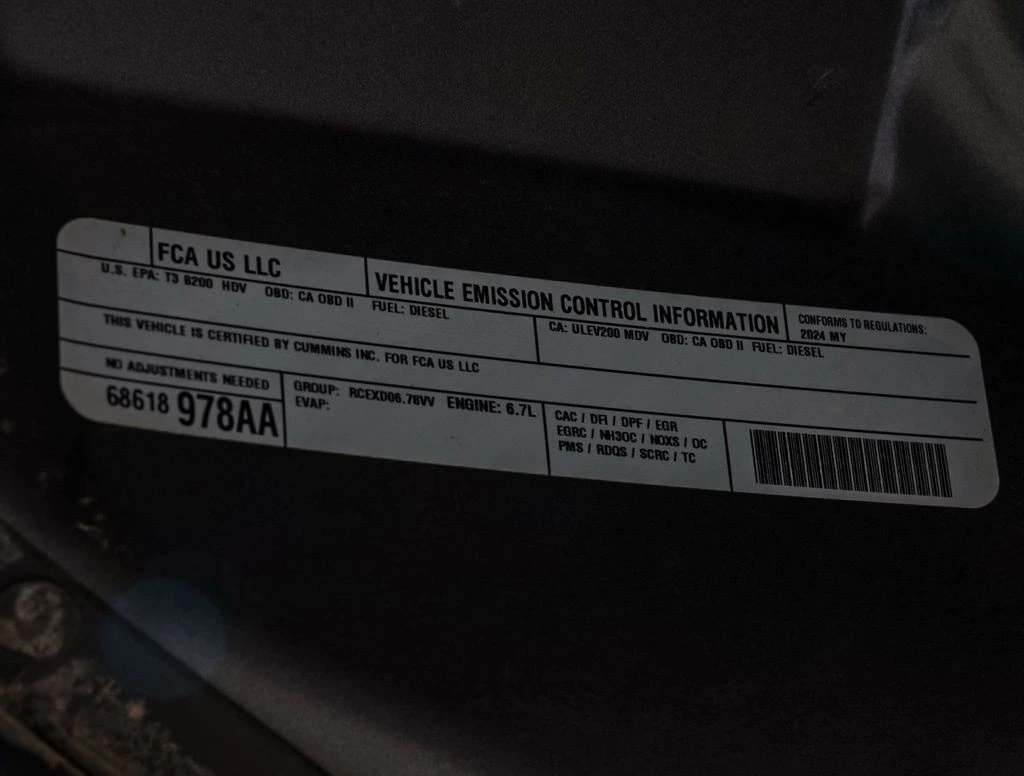 FCA US LLC
VEHICLE EMISSION CONTROL INFORMATION
CONFORMS TO REGULATIONS:
2024 MY
U.S. EPA: T3 B200 HDV OBD: CA OBD II FUEL: DIESEL
CA: ULEV200 MDV OBD: CA OBD II FUEL: DIESEL
THIS VEHICLE IS CERTIFIED BY CUMMINS INC. FOR FCA US LLC
NO ADJUSTMENTS NEEDED
68618 978AA
GROUP: RCEXD06.78VV ENGINE: 6.7L
EVAP:
CAC / DFI / DPF / EGR
EGRC / NH3OC / NOXS / OC
PMS / RDQS / SCRC / TC